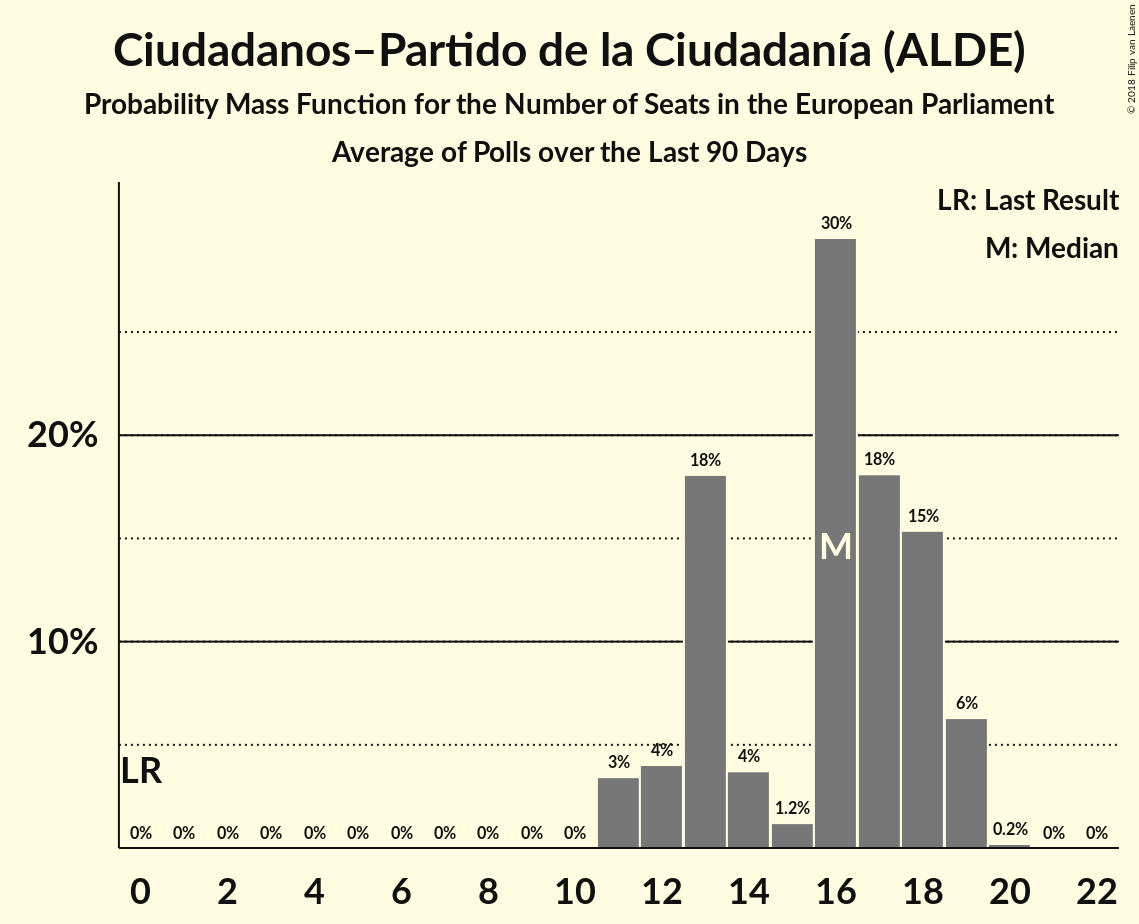 Ciudadanos–Partido de la Ciudadanía (ALDE)
Probability Mass Function for the Number of Seats in the European Parliament
Average of Polls over the Last 90 Days
© 2018 Filip van Laenen
LR: Last Result
M: Median
30%
20%
18%
18%
15%
M
10%
6%
LR
3%
4%
4%
1.2%
0%
0%
0%
0%
0%
0%
0%
0%
0%
0%
0%
0.2%
0%
0%
0 2 4 6 8 10 12 14 16 18 20 22